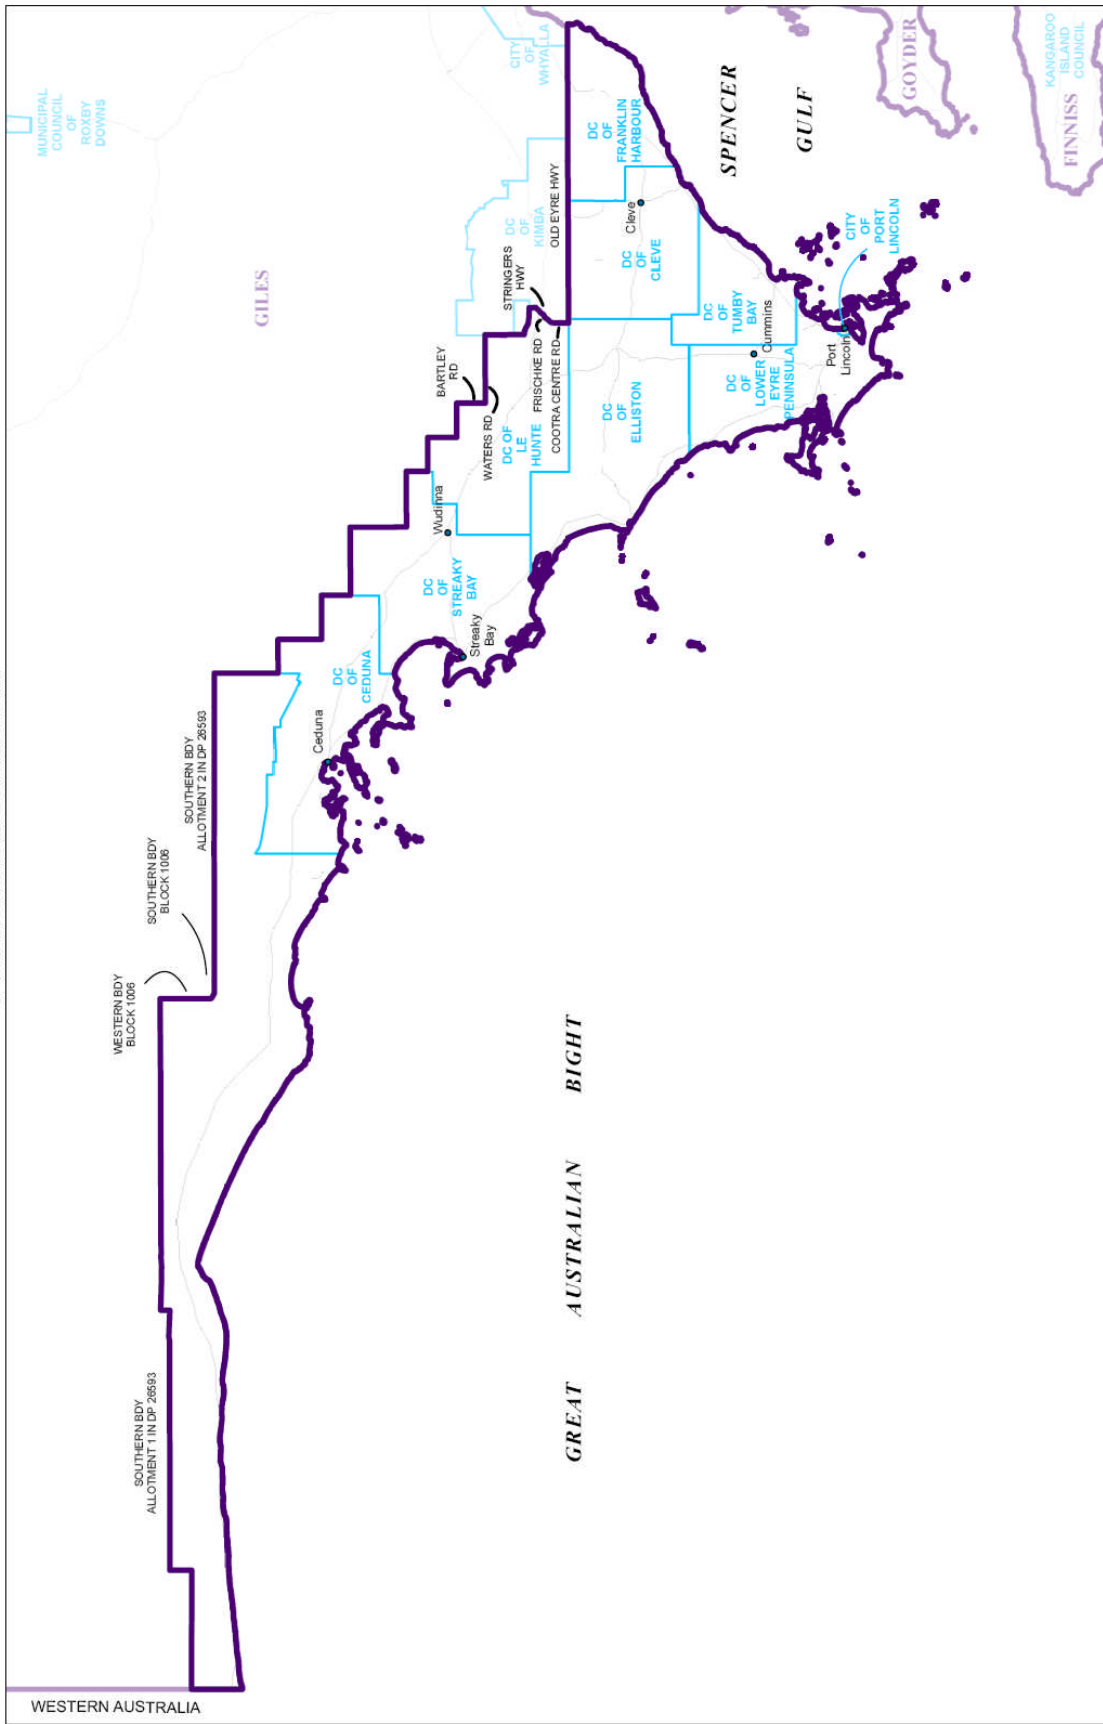 MUNICIPAL
COUNCIL
OF
ROXBY
DOWNS
CITY
OF
WHYALLA
GOYDER
KANGAROO
ISLAND
COUNCIL
FINNISS
SPENCER
GULF
DC
OF
FRANKLIN
HARBOUR
OLD EYRE HWY
DC
OF
KIMBA
STRINGERS
HWY
GILES
Cleve
DC
OF
CLEVE
CITY
OF
PORT
LINCOLN
DC
OF
TUMBY
BAY
Cummins
Port
Lincoln
DC
OF
LOWER
EYRE
PENINSULA
DC
OF
ELLISTON
BARTLEY
RD
FRISCHKE RD
COOTRA CENTRE RD
WATERS RD
DC OF
LE
HUNTE
Wudinna
DC
OF
STREAKY
BAY
Streaky
Bay
DC
OF
CEDUNA
Ceduna
SOUTHERN BDY
ALLOTMENT 2 IN DP 26593
SOUTHERN BDY
BLOCK 1006
WESTERN BDY
BLOCK 1006
SOUTHERN BDY
ALLOTMENT 1 IN DP 26593
GREAT AUSTRALIAN BIGHT
WESTERN AUSTRALIA